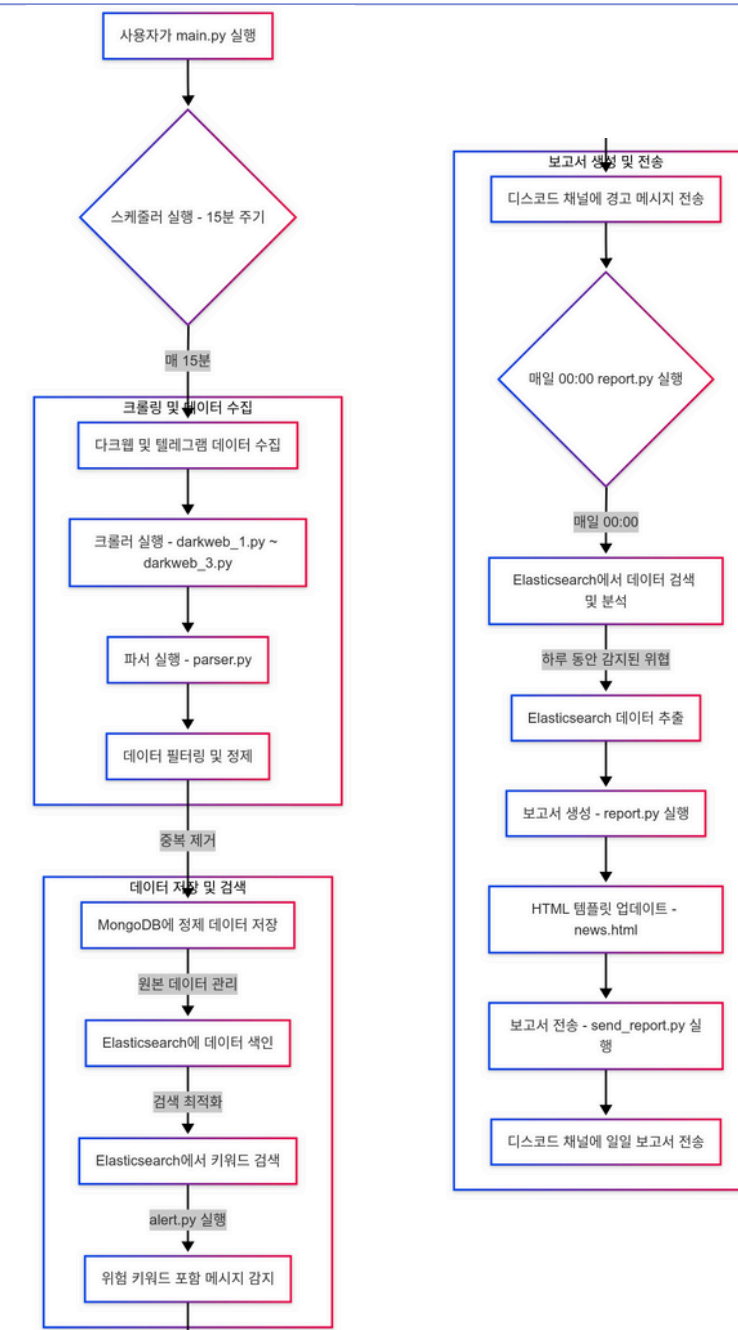 사용자가 main.py 실행
스케줄러 실행 - 15분 주기
매 15분
크롤링 및 데이터 수집
다크웹 및 텔레그램 데이터 수집
크롤러 실행 - darkweb_1.py ~
darkweb_3.py
파서 실행 - parser.py
데이터 필터링 및 정제
중복 제거
데이터 저장 및 검색
MongoDB에 정제 데이터 저장
원본 데이터 관리
Elasticsearch에 데이터 색인
검색 최적화
Elasticsearch에서 키워드 검색
alert.py 실행
위험 키워드 포함 메시지 감지
보고서 생성 및 전송
디스코드 채널에 경고 메시지 전송
매일 00:00 report.py 실행
매일 00:00
Elasticsearch에서 데이터 검색
및 분석
하루 동안 감지된 위협
Elasticsearch 데이터 추출
보고서 생성 - report.py 실행
HTML 템플릿 업데이트 -
news.html
보고서 전송 - send_report.py 실
행
디스코드 채널에 일일 보고서 전송